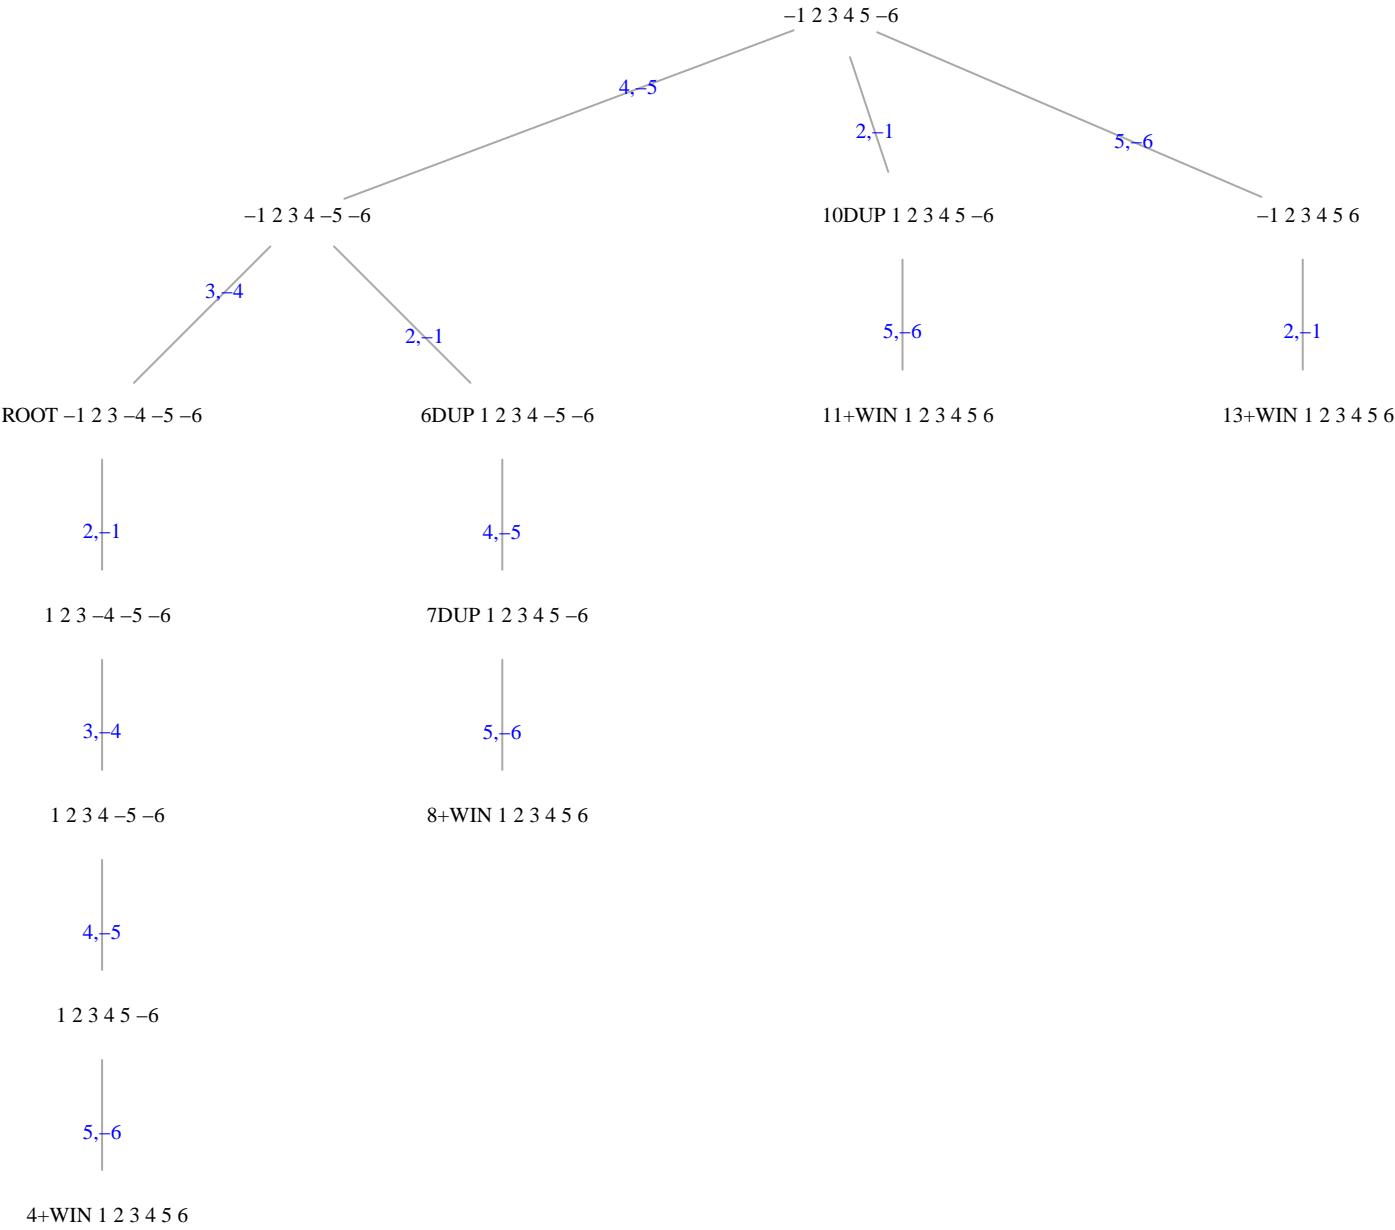 –1 2 3 4 5 –6
4,–5
2,–1
5,–6
–1 2 3 4 –5 –6
10DUP 1 2 3 4 5 –6
–1 2 3 4 5 6
3,–4
2,–1
5,–6
2,–1
ROOT –1 2 3 –4 –5 –6
6DUP 1 2 3 4 –5 –6
11+WIN 1 2 3 4 5 6
13+WIN 1 2 3 4 5 6
2,–1
4,–5
1 2 3 –4 –5 –6
7DUP 1 2 3 4 5 –6
3,–4
5,–6
1 2 3 4 –5 –6
8+WIN 1 2 3 4 5 6
4,–5
1 2 3 4 5 –6
5,–6
4+WIN 1 2 3 4 5 6